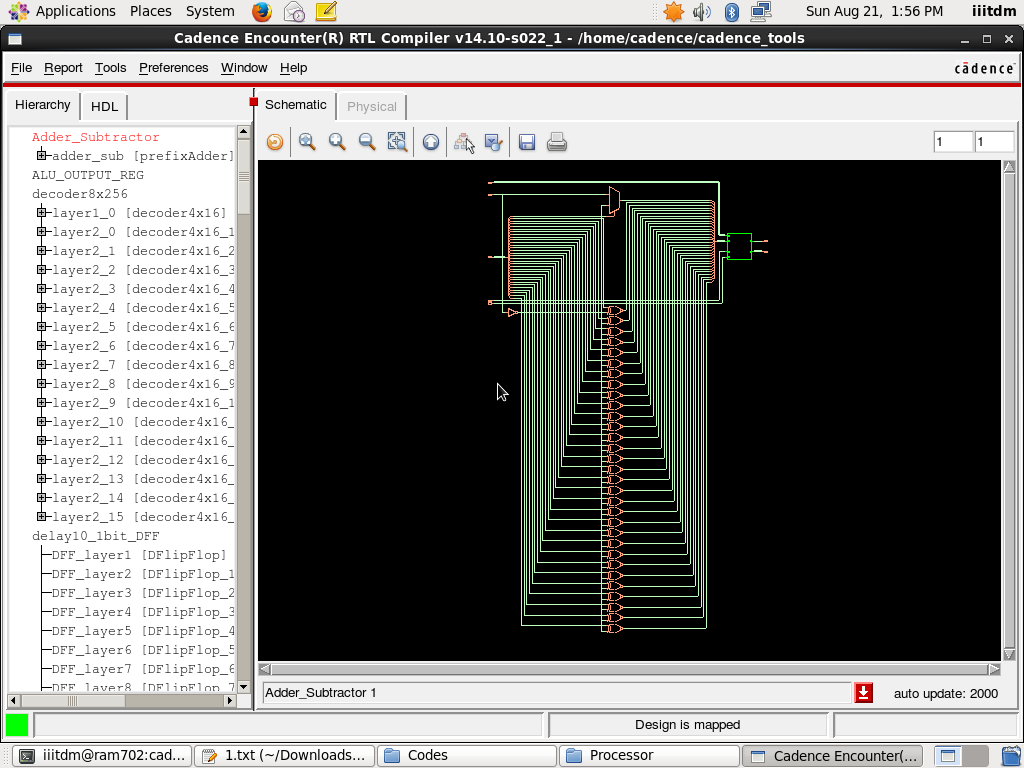 Applications Places System Sun Aug 21, 1:56 PM iiitdm
Cadence Encounter(R) RTL Compiler v14.10-s022_1 - /home/cadence/cadence_tools
File Report Tools Preferences Window Help cādence
Hierarchy HDL Schematic Physical
1 1
Adder_Subtractor
adder_sub [prefixAdder]
ALU_OUTPUT_REG
decoder8x256
layer1_0 [decoder4x16]
layer2_0 [decoder4x16_1
layer2_1 [decoder4x16_2
layer2_2 [decoder4x16_3
layer2_3 [decoder4x16_4
layer2_4 [decoder4x16_5
layer2_5 [decoder4x16_6
layer2_6 [decoder4x16_7
layer2_7 [decoder4x16_8
layer2_8 [decoder4x16_9
layer2_9 [decoder4x16_1
layer2_10 [decoder4x16_
layer2_11 [decoder4x16_
layer2_12 [decoder4x16_
layer2_13 [decoder4x16_
layer2_14 [decoder4x16_
layer2_15 [decoder4x16_
delay10_1bit_DFF
DFF_layer1 [DFlipFlop]
DFF_layer2 [DFlipFlop_1
DFF_layer3 [DFlipFlop_2
DFF_layer4 [DFlipFlop_3
DFF_layer5 [DFlipFlop_4
DFF_layer6 [DFlipFlop_5
DFF_layer7 [DFlipFlop_6
DFF_layer8 [DFlipFlop_7
Adder_Subtractor 1 auto update: 2000
Design is mapped
iiitdm@ram702:cad... 1.txt (~/Downloads... Codes Processor Cadence Encounter(...